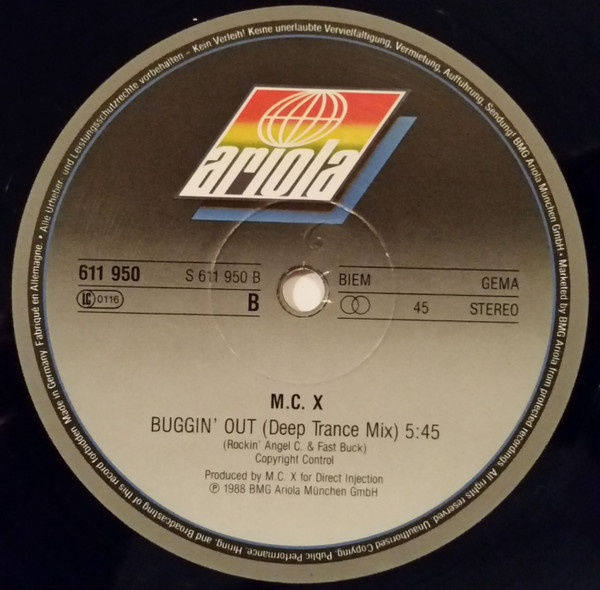 ariola
611 950
S 611 950 B
BIEM
GEMA
LC 0116
B
45
STEREO
M.C. X
BUGGIN' OUT (Deep Trance Mix) 5:45
(Rockin' Angel C. & Fast Buck)
Copyright Control
Produced by M.C. X for Direct Injection
℗ 1988 BMG Ariola München GmbH
Made in Germany. Fabriqué en Allemagne. • Alle Urheber- und Leistungsschutzrechte vorbehalten – Kein Verleih! Keine unerlaubte Vervielfältigung, Vermietung, Aufführung, Sendung! BMG Ariola München GmbH • Marketed by BMG Ariola from protected recordings. All rights reserved. Unauthorised Copying, Public Performance, Hiring, and Broadcasting of this record forbidden